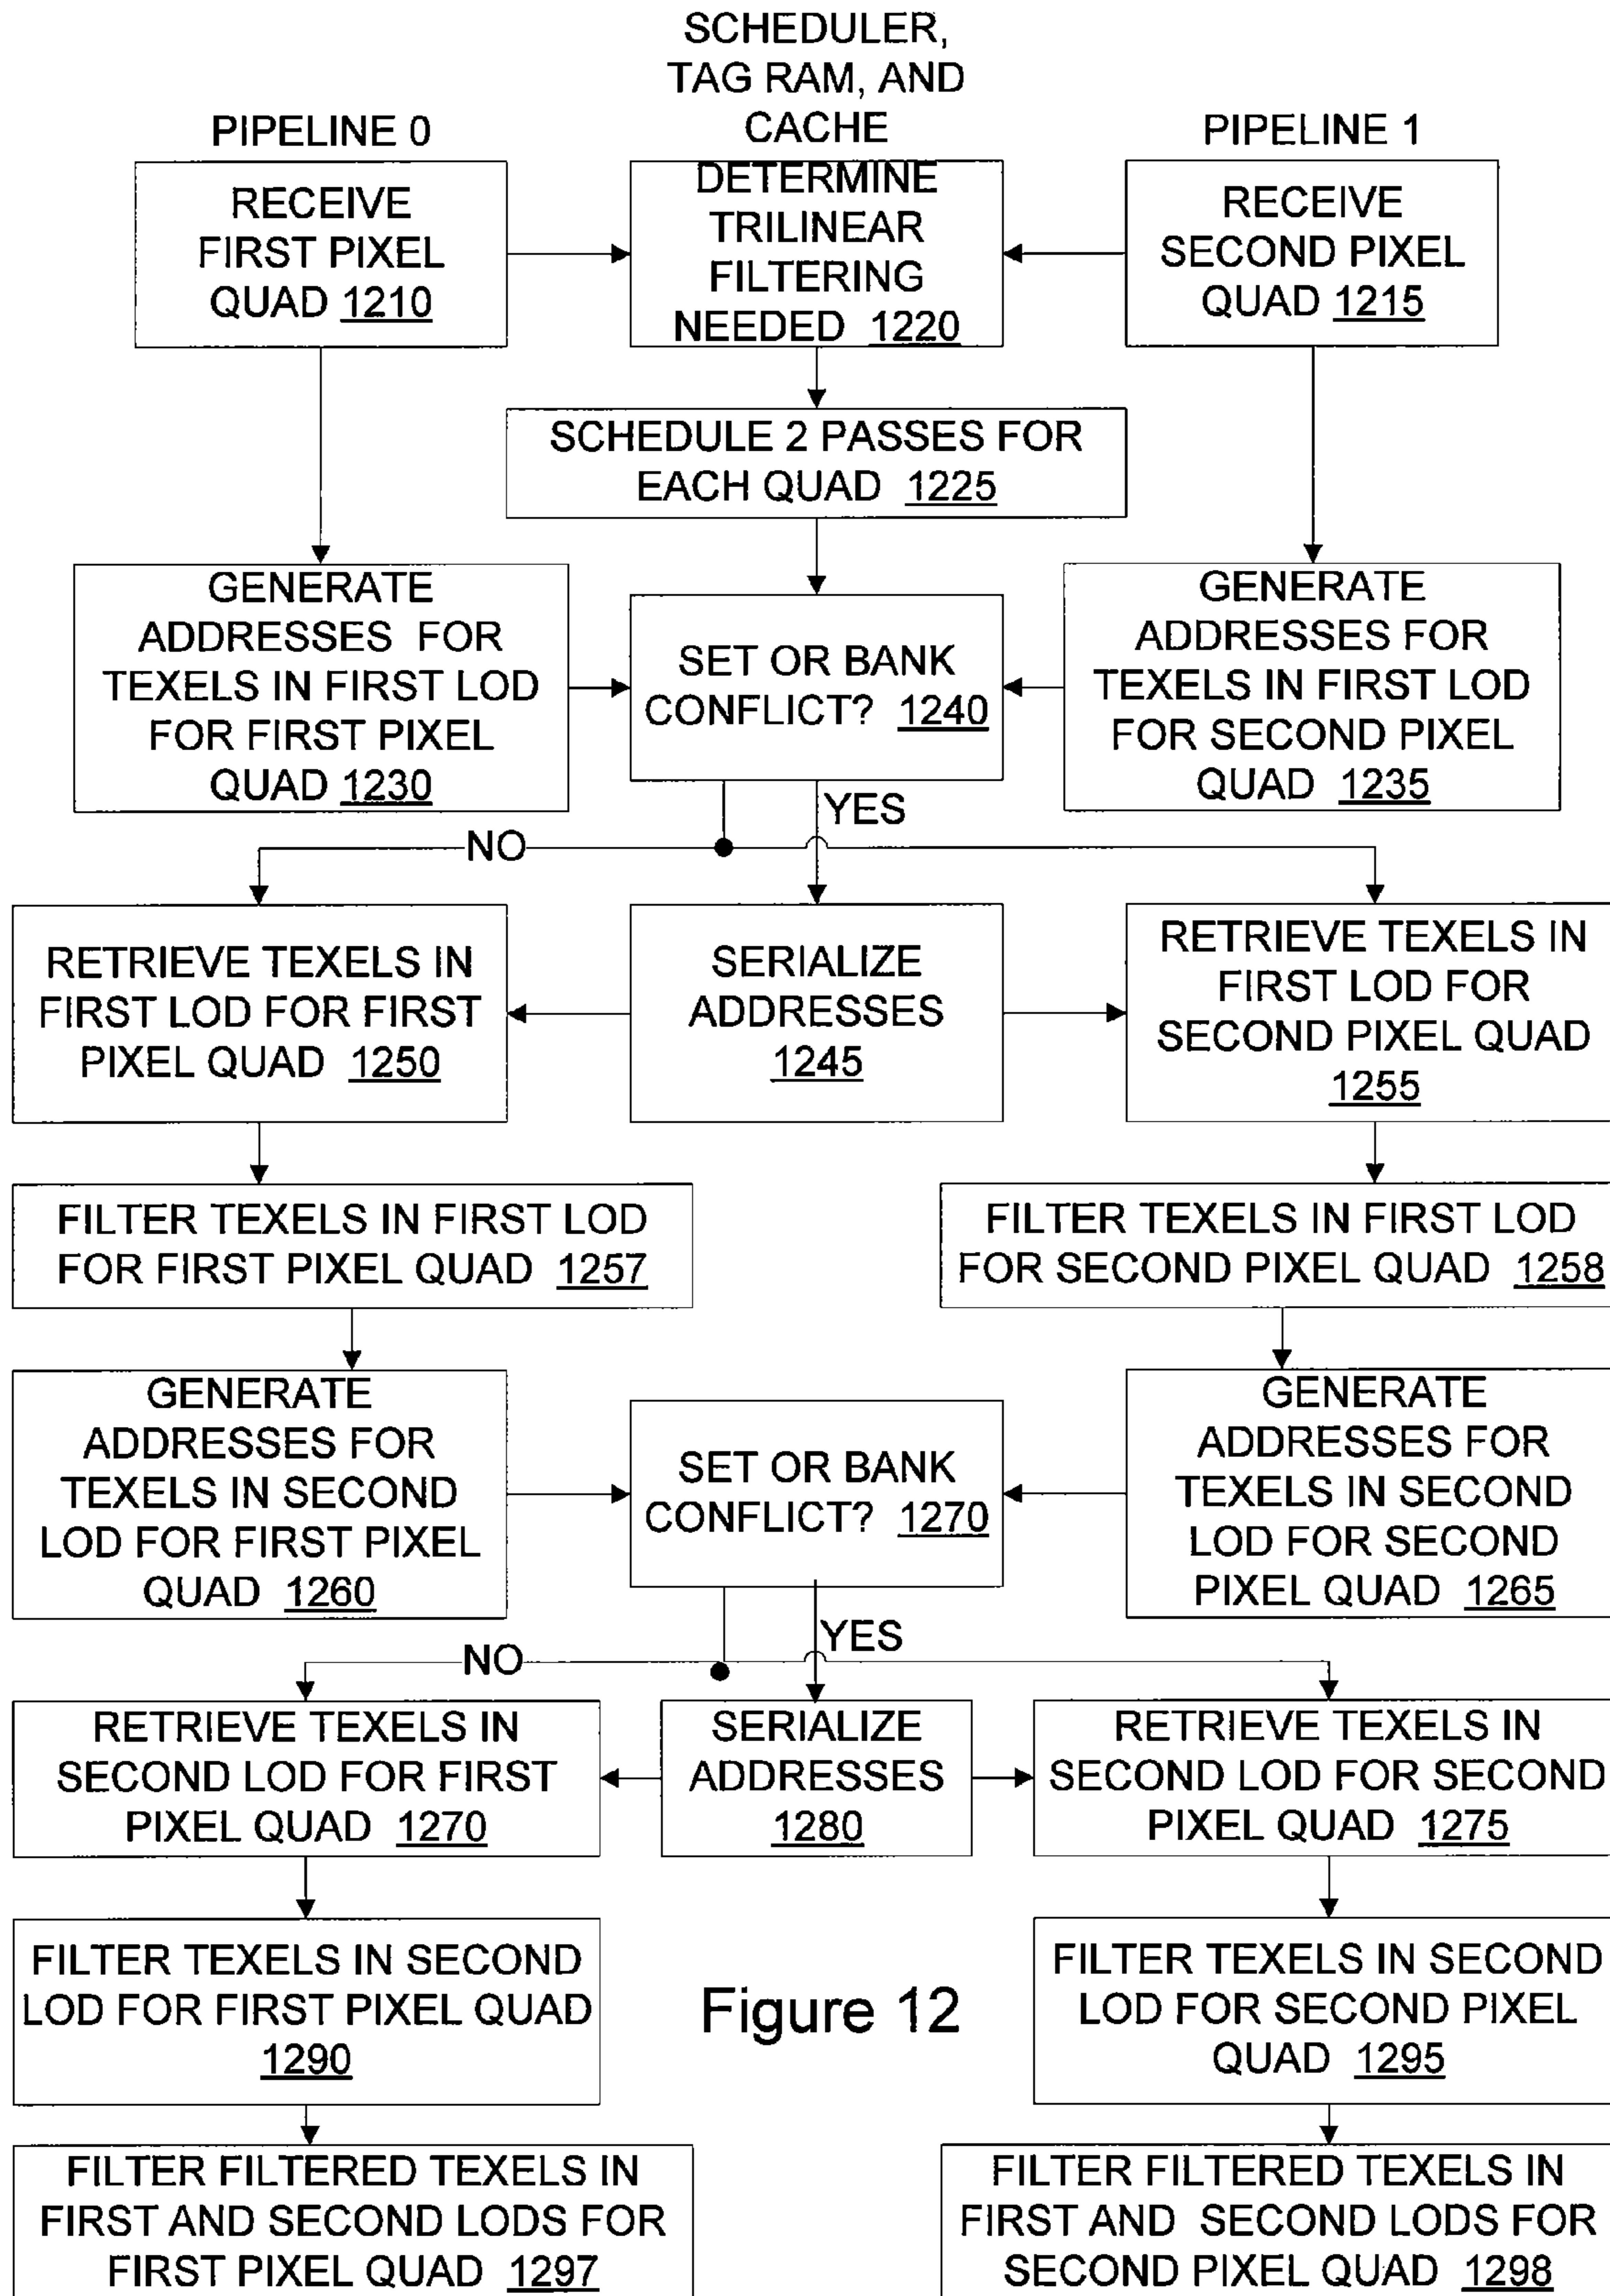 SCHEDULER,
TAG RAM, AND
CACHE
PIPELINE 0
PIPELINE 1
RECEIVE
FIRST PIXEL
QUAD 1210
DETERMINE
TRILINEAR
FILTERING
NEEDED 1220
RECEIVE
SECOND PIXEL
QUAD 1215
SCHEDULE 2 PASSES FOR
EACH QUAD 1225
GENERATE
ADDRESSES FOR
TEXELS IN FIRST LOD
FOR FIRST PIXEL
QUAD 1230
SET OR BANK
CONFLICT? 1240
GENERATE
ADDRESSES FOR
TEXELS IN FIRST LOD
FOR SECOND PIXEL
QUAD 1235
YES
NO
RETRIEVE TEXELS IN
FIRST LOD FOR FIRST
PIXEL QUAD 1250
SERIALIZE
ADDRESSES
1245
RETRIEVE TEXELS IN
FIRST LOD FOR
SECOND PIXEL QUAD
1255
FILTER TEXELS IN FIRST LOD
FOR FIRST PIXEL QUAD 1257
FILTER TEXELS IN FIRST LOD
FOR SECOND PIXEL QUAD 1258
GENERATE
ADDRESSES FOR
TEXELS IN SECOND
LOD FOR FIRST PIXEL
QUAD 1260
SET OR BANK
CONFLICT? 1270
GENERATE
ADDRESSES FOR
TEXELS IN SECOND
LOD FOR SECOND
PIXEL QUAD 1265
YES
NO
RETRIEVE TEXELS IN
SECOND LOD FOR FIRST
PIXEL QUAD 1270
SERIALIZE
ADDRESSES
1280
RETRIEVE TEXELS IN
SECOND LOD FOR SECOND
PIXEL QUAD 1275
FILTER TEXELS IN SECOND
LOD FOR FIRST PIXEL QUAD
1290
Figure 12
FILTER TEXELS IN SECOND
LOD FOR SECOND PIXEL
QUAD 1295
FILTER FILTERED TEXELS IN
FIRST AND SECOND LODS FOR
FIRST PIXEL QUAD 1297
FILTER FILTERED TEXELS IN
FIRST AND SECOND LODS FOR
SECOND PIXEL QUAD 1298